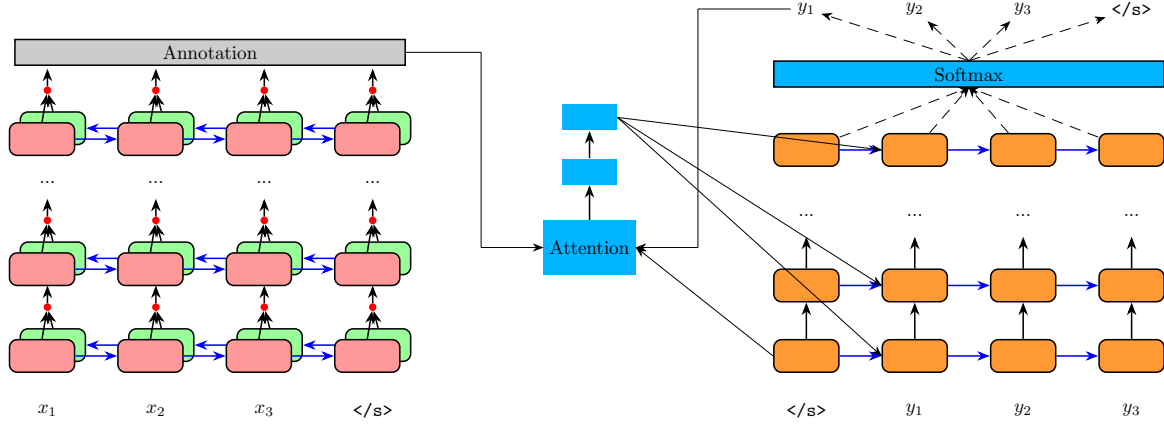 y1 y2 y3 </s>
Annotation
Softmax
... ... ... ...
... ... ... ...
Attention
x1 x2 x3 </s>
</s> y1 y2 y3